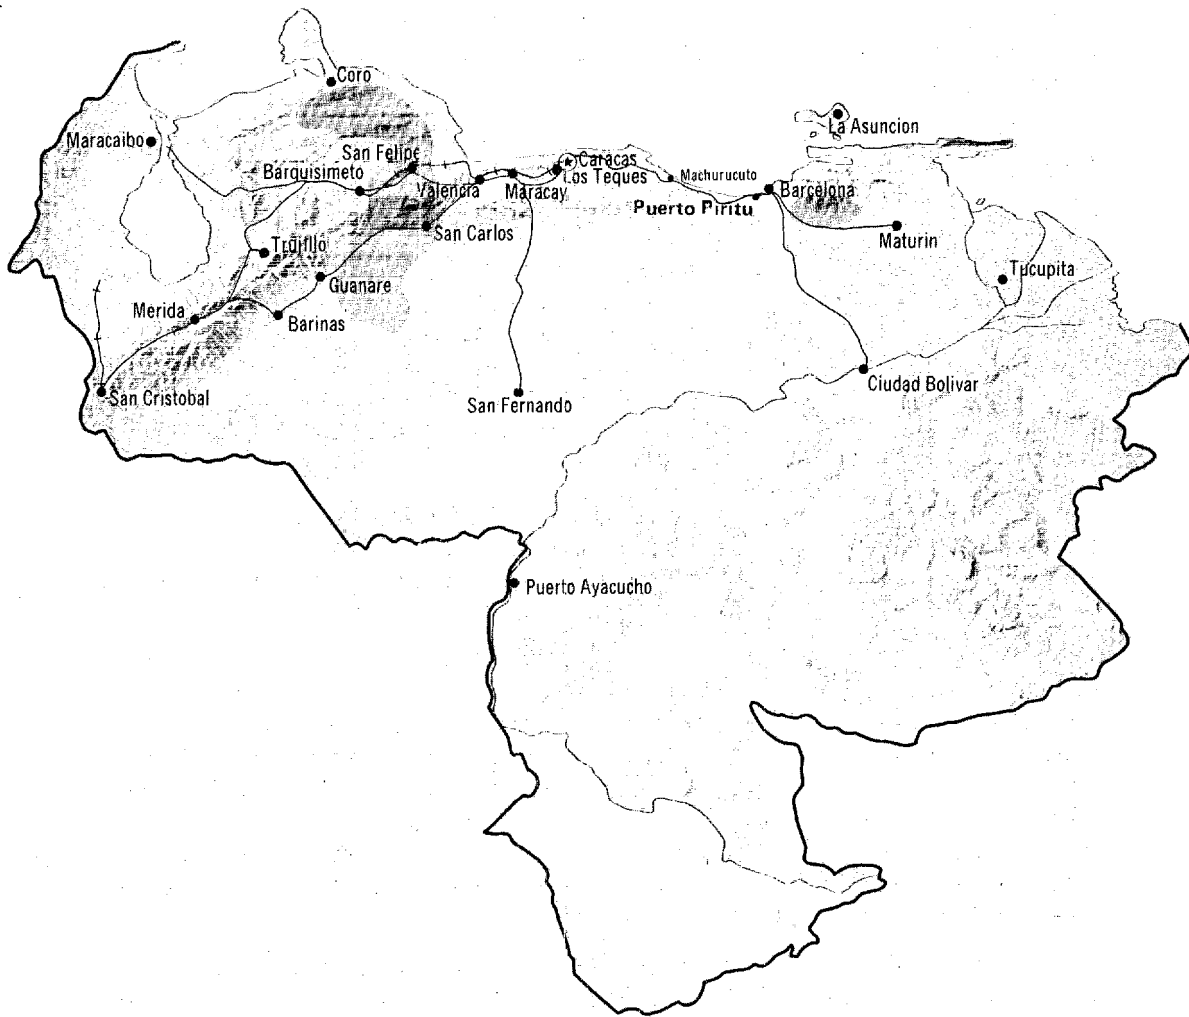 Coro
La Asuncion
Maracaibo
San Felipe
Caracas
Barquisimeto
Los Teques
Machurucuto
Valencia
Maracay
Barcelona
Puerto Piritu
San Carlos
Maturin
Trujillo
Tucupita
Guanare
Merida
Barinas
Ciudad Bolivar
San Cristobal
San Fernando
Puerto Ayacucho